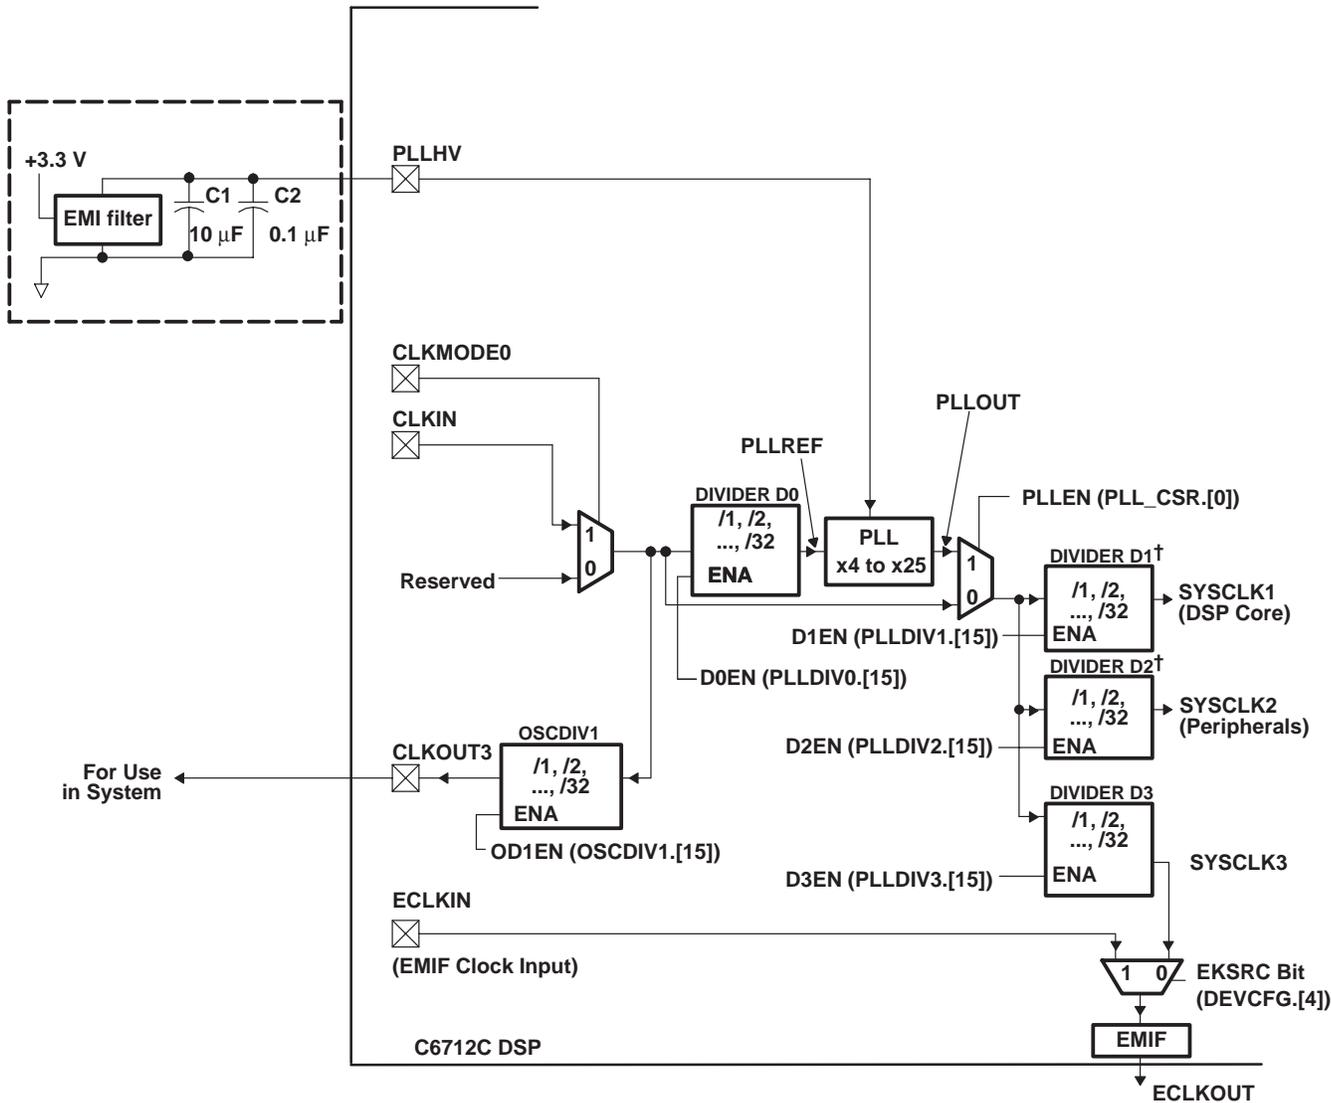 +3.3 V
EMI filter
C1
C2
10 μF
0.1 μF
PLLHV
CLKMODE0
CLKIN
Reserved
1
0
PLLREF
PLLOUT
DIVIDER D0
/1, /2,
..., /32
ENA
PLL
x4 to x25
1
0
PLLEN (PLL_CSR.[0])
DIVIDER D1†
/1, /2,
..., /32
ENA
SYSCLK1
(DSP Core)
D1EN (PLLDIV1.[15])
D0EN (PLLDIV0.[15])
DIVIDER D2†
/1, /2,
..., /32
ENA
SYSCLK2
(Peripherals)
D2EN (PLLDIV2.[15])
For Use
in System
CLKOUT3
OSCDIV1
/1, /2,
..., /32
ENA
OD1EN (OSCDIV1.[15])
DIVIDER D3
/1, /2,
..., /32
ENA
SYSCLK3
D3EN (PLLDIV3.[15])
ECLKIN
(EMIF Clock Input)
1 0
EKSRC Bit
(DEVCFG.[4])
EMIF
C6712C DSP
ECLKOUT